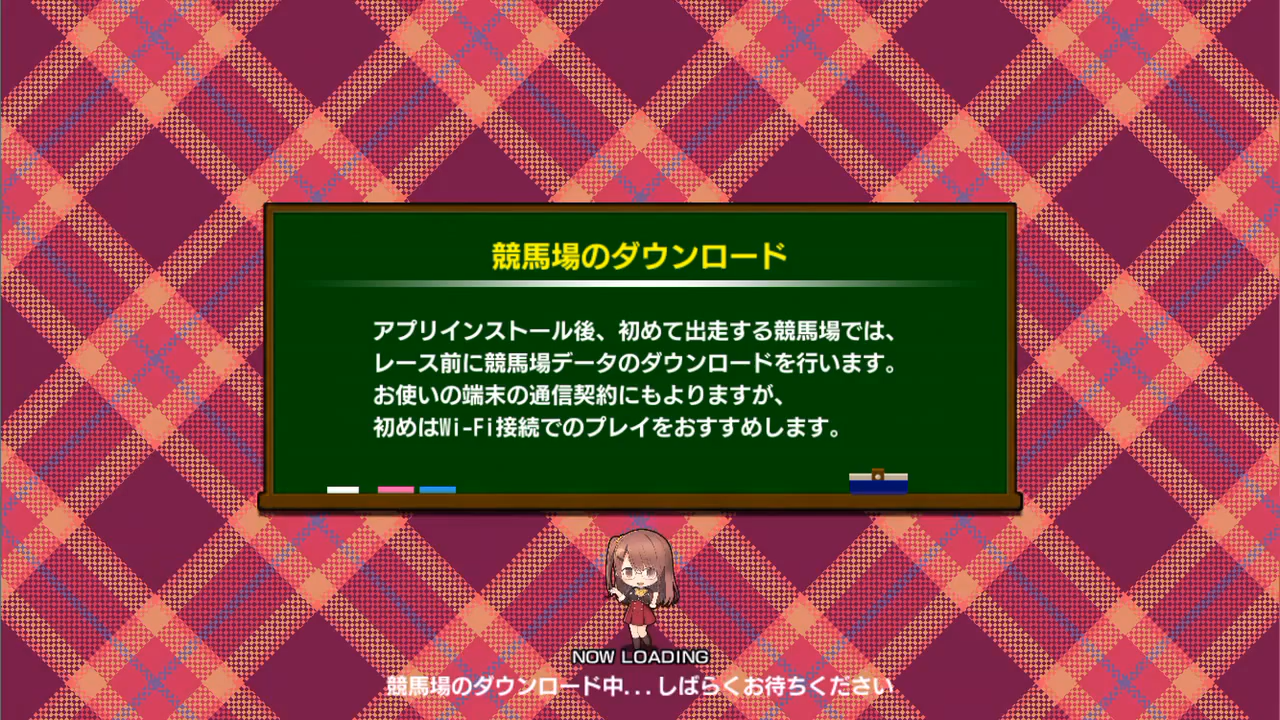 競馬場のダウンロード
アプリインストール後、初めて出走する競馬場では、
レース前に競馬場データのダウンロードを行います。
お使いの端末の通信契約にもよりますが、
初めはWi-Fi接続でのプレイをおすすめします。
NOW LOADING
競馬場のダウンロード中...しばらくお待ちください